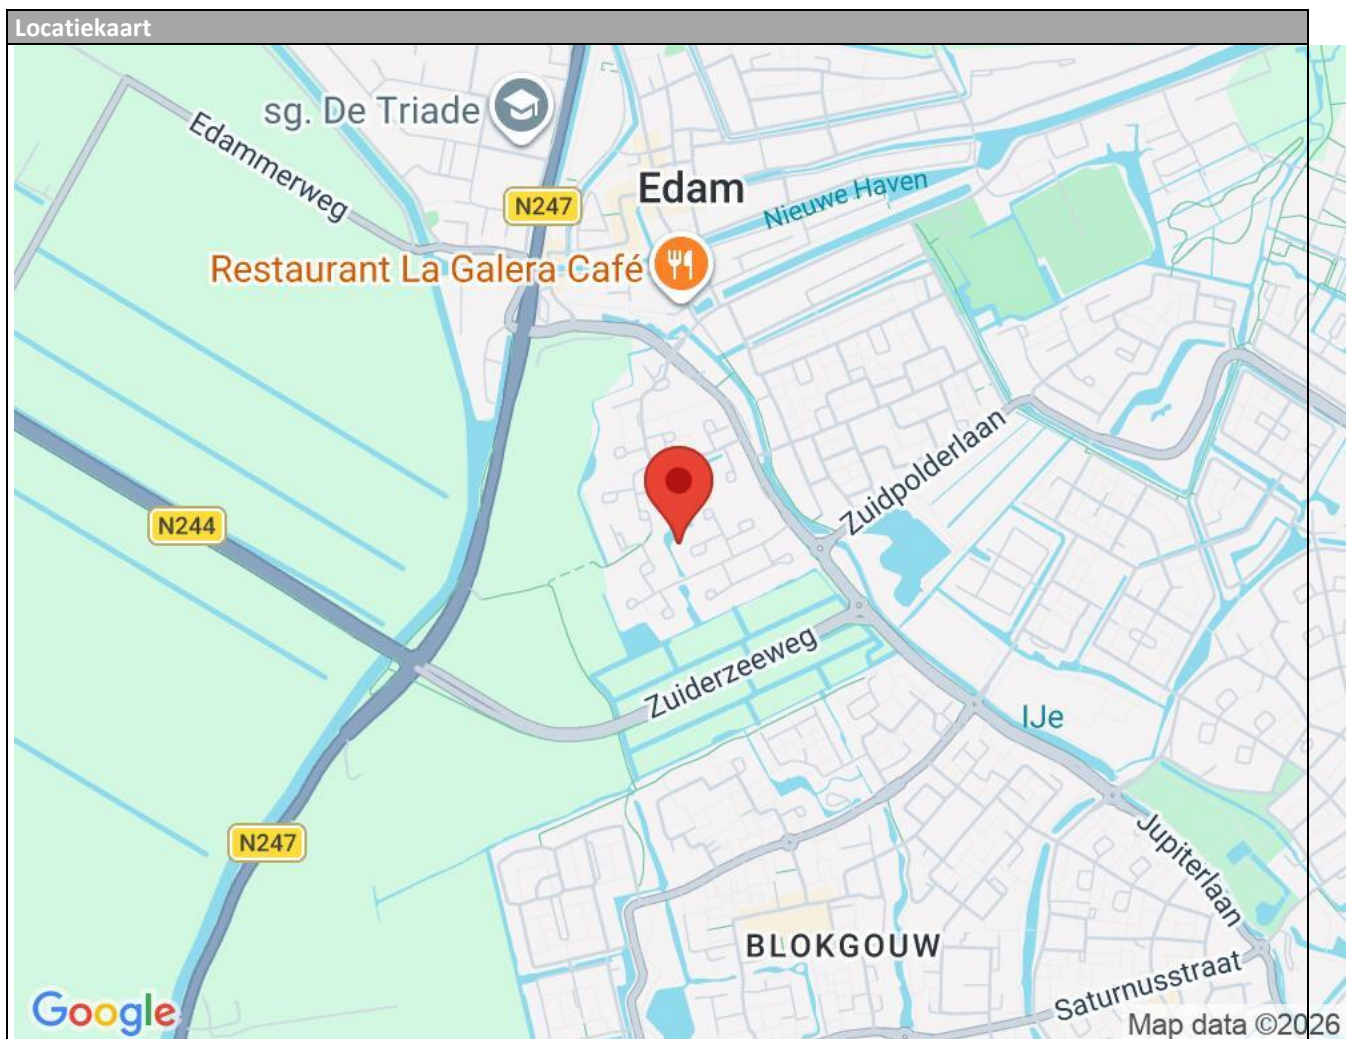 Locatiekaart
sg. De Triade
Edammerweg
N247
Edam
Nieuwe Haven
Restaurant La Galera Café
Zuidpolderlaan
N244
Zuiderzeeweg
IJe
N247
Jupiterlaan
BLOKGOUW
Saturnusstraat
Google
Map data ©2026